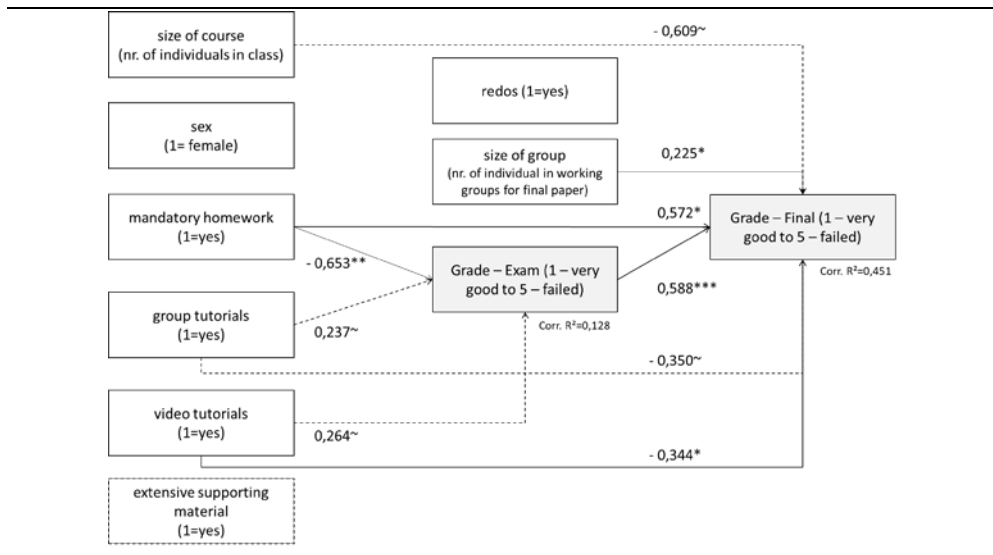 size of course
(nr. of individuals in class)
- 0,609~
redos (1=yes)
sex
(1= female)
size of group
(nr. of individual in working
groups for final paper)
0,225*
mandatory homework
(1=yes)
0,572*
Grade – Final (1 – very
good to 5 – failed)
Corr. R²=0,451
- 0,653**
Grade – Exam (1 – very
good to 5 – failed)
Corr. R²=0,128
0,588***
group tutorials
(1=yes)
0,237~
- 0,350~
video tutorials
(1=yes)
0,264~
- 0,344*
extensive supporting
material
(1=yes)